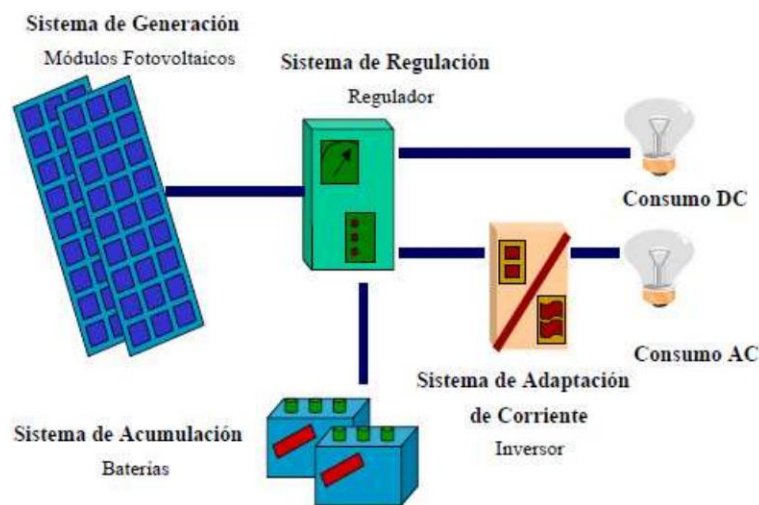 Sistema de Generación
Módulos Fotovoltaicos
Sistema de Regulación
Regulador
Consumo DC
Consumo AC
Sistema de Adaptación
de Corriente
Inversor
Sistema de Acumulación
Baterías